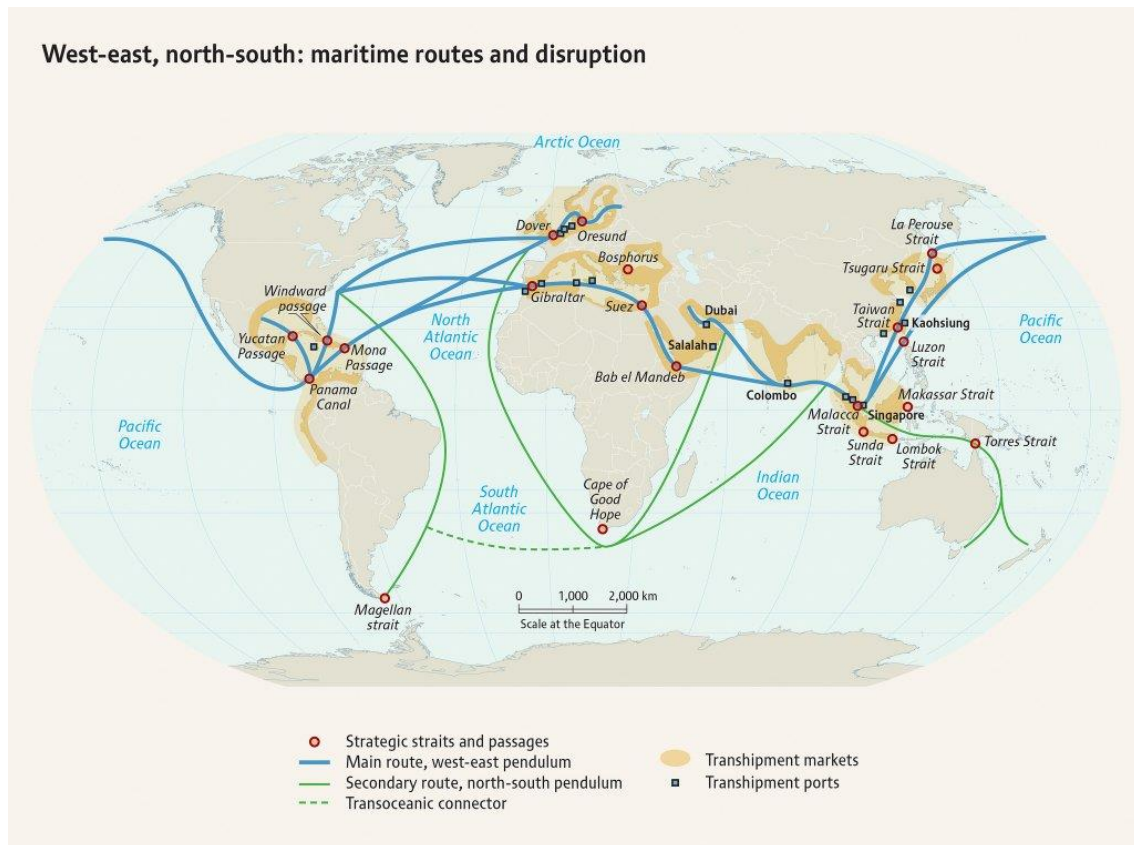 West-east, north-south: maritime routes and disruption
Arctic Ocean
Dover
Oresund
Bosphorus
La Perouse
Strait
Tsugaru Strait
Windward
passage
Gibraltar
Suez
Dubai
Taiwan
Strait
Kaohsiung
Yucatan
Passage
Mona
Passage
North
Atlantic
Ocean
Salalah
Luzon
Strait
Pacific
Ocean
Bab el Mandeb
Panama
Canal
Colombo
Makassar Strait
Malacca
Strait
Singapore
Pacific
Ocean
Sunda
Strait
Lombok
Strait
Torres Strait
South
Atlantic
Ocean
Cape of
Good
Hope
Indian
Ocean
Magellan
strait
0 1,000 2,000 km
Scale at the Equator
Strategic straits and passages
Main route, west-east pendulum
Secondary route, north-south pendulum
Transoceanic connector
Transhipment markets
Transhipment ports